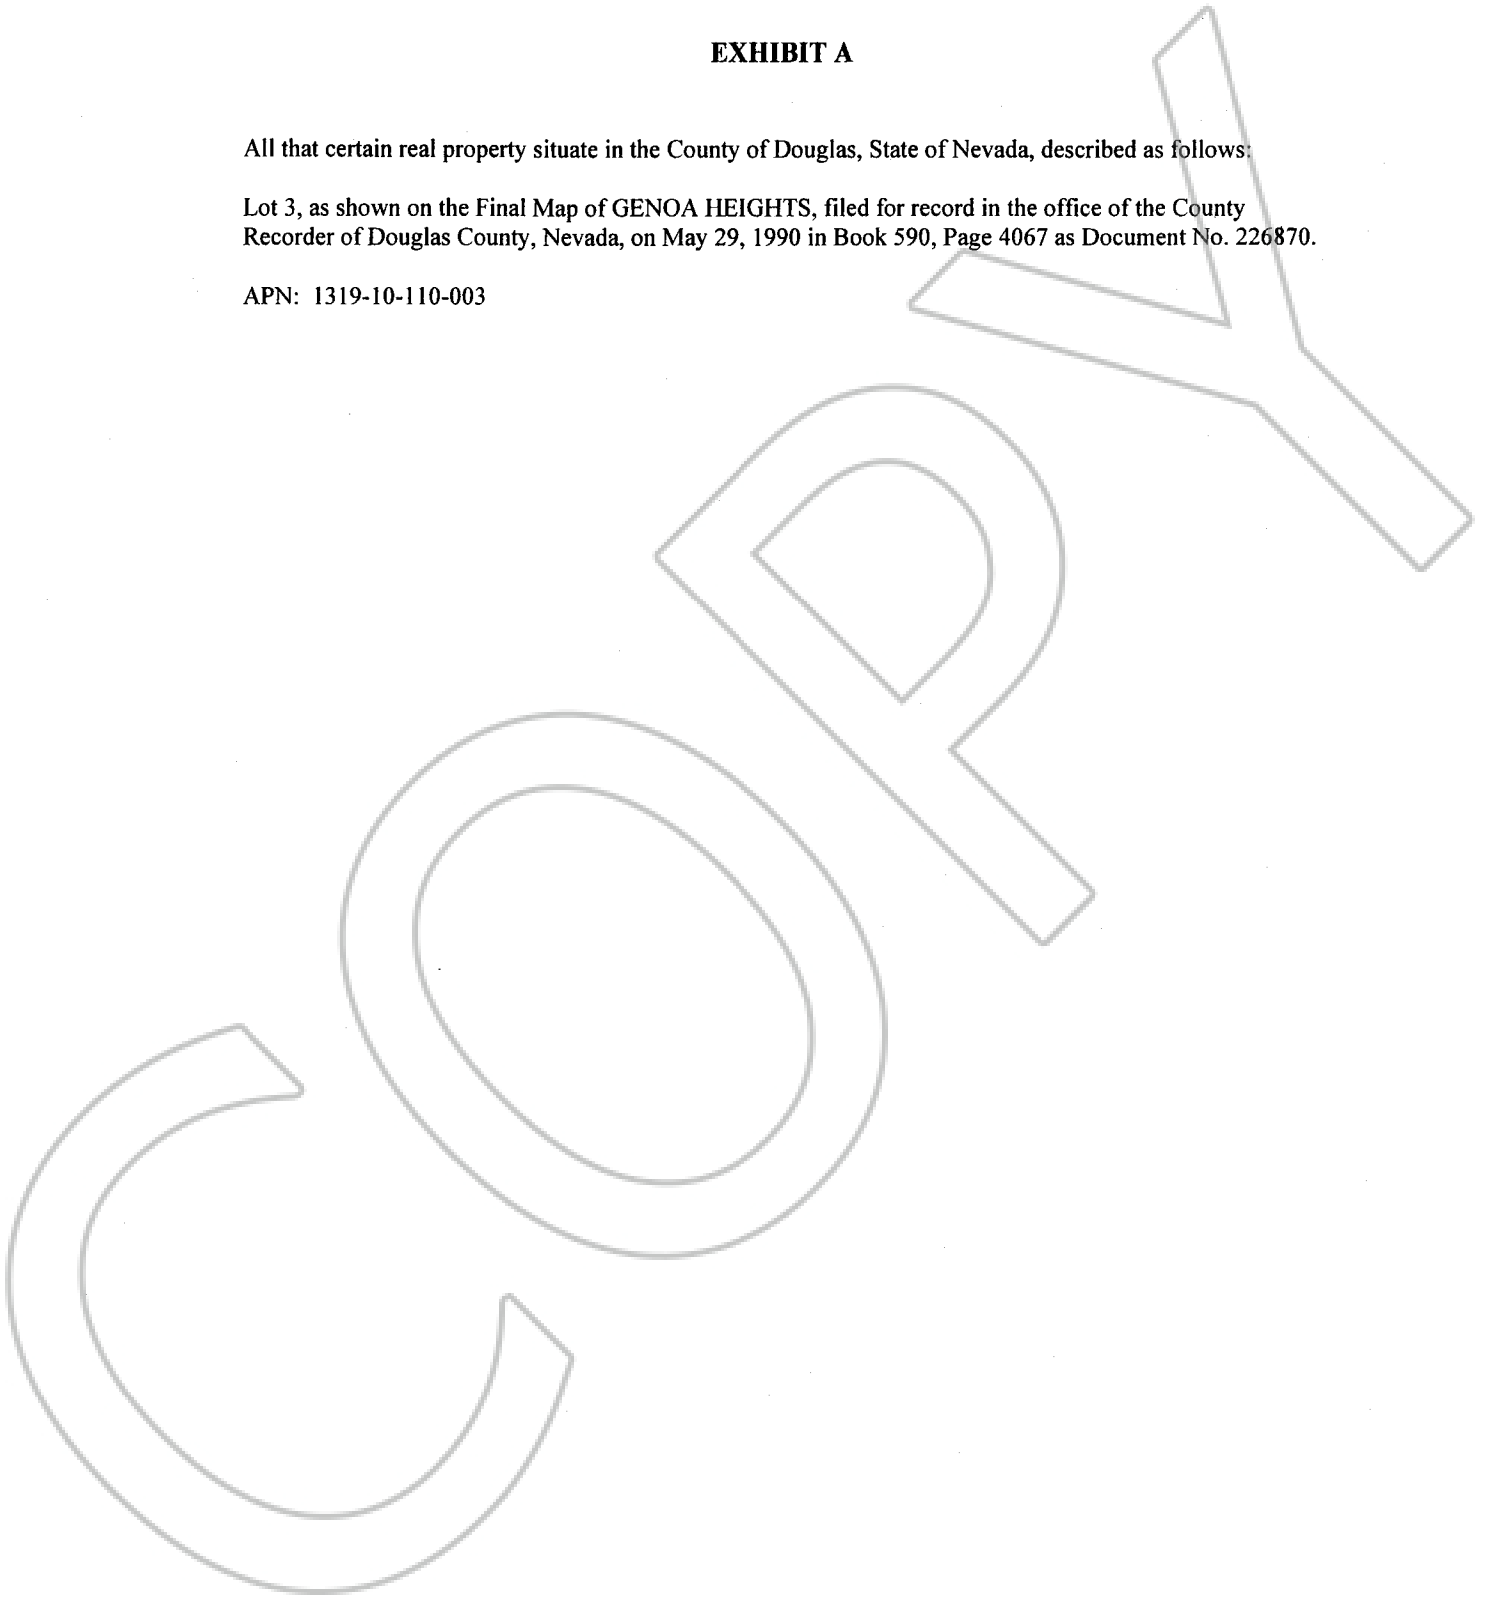 EXHIBIT A
All that certain real property situate in the County of Douglas, State of Nevada, described as follows:
Lot 3, as shown on the Final Map of GENOA HEIGHTS, filed for record in the office of the County
Recorder of Douglas County, Nevada, on May 29, 1990 in Book 590, Page 4067 as Document No. 226870.
APN: 1319-10-110-003
COPY